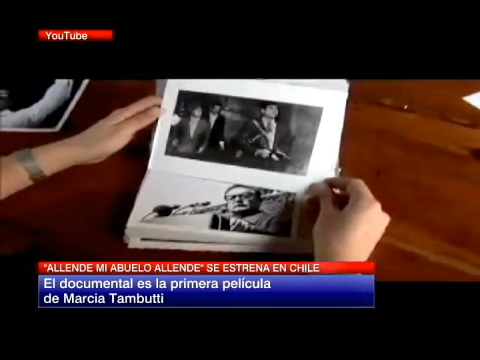 YouTube
"ALLENDE MI ABUELO ALLENDE" SE ESTRENA EN CHILE
El documental es la primera película
de Marcia Tambutti